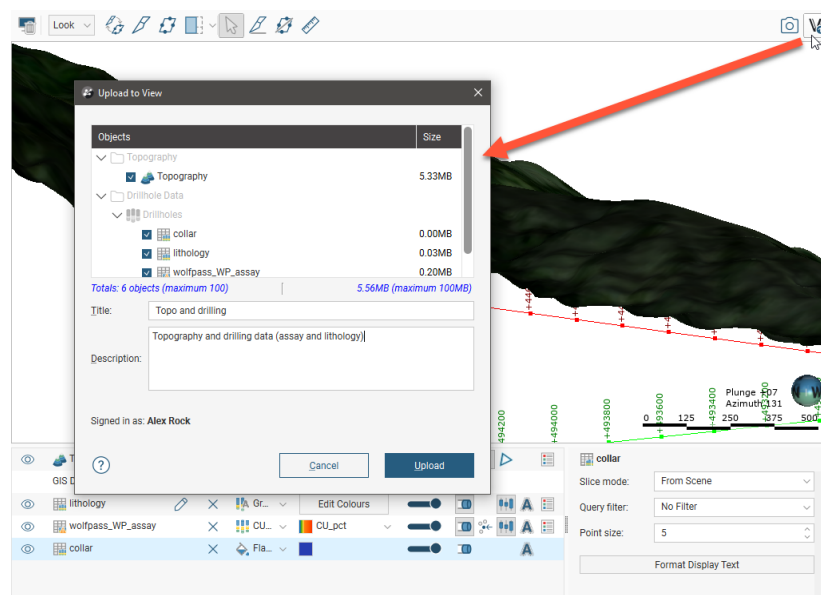 Look
Upload to View
Objects Size
Topography
Topography 5.33MB
Drillhole Data
Drillholes
collar 0.00MB
lithology 0.03MB
wolfpass_WP_assay 0.20MB
Totals: 6 objects (maximum 100) 5.56MB (maximum 100MB)
Title: Topo and drilling
Description: Topography and drilling data (assay and lithology)
Signed in as: Alex Rock
Cancel Upload
Plunge +07
Azimuth 131
0 125 250 375 500
+494200
+494000
+493800
+493600
+493400
lithology Gr... Edit Colours
wolfpass_WP_assay CU... CU_pct
collar Fla...
collar
Slice mode: From Scene
Query filter: No Filter
Point size: 5
Format Display Text